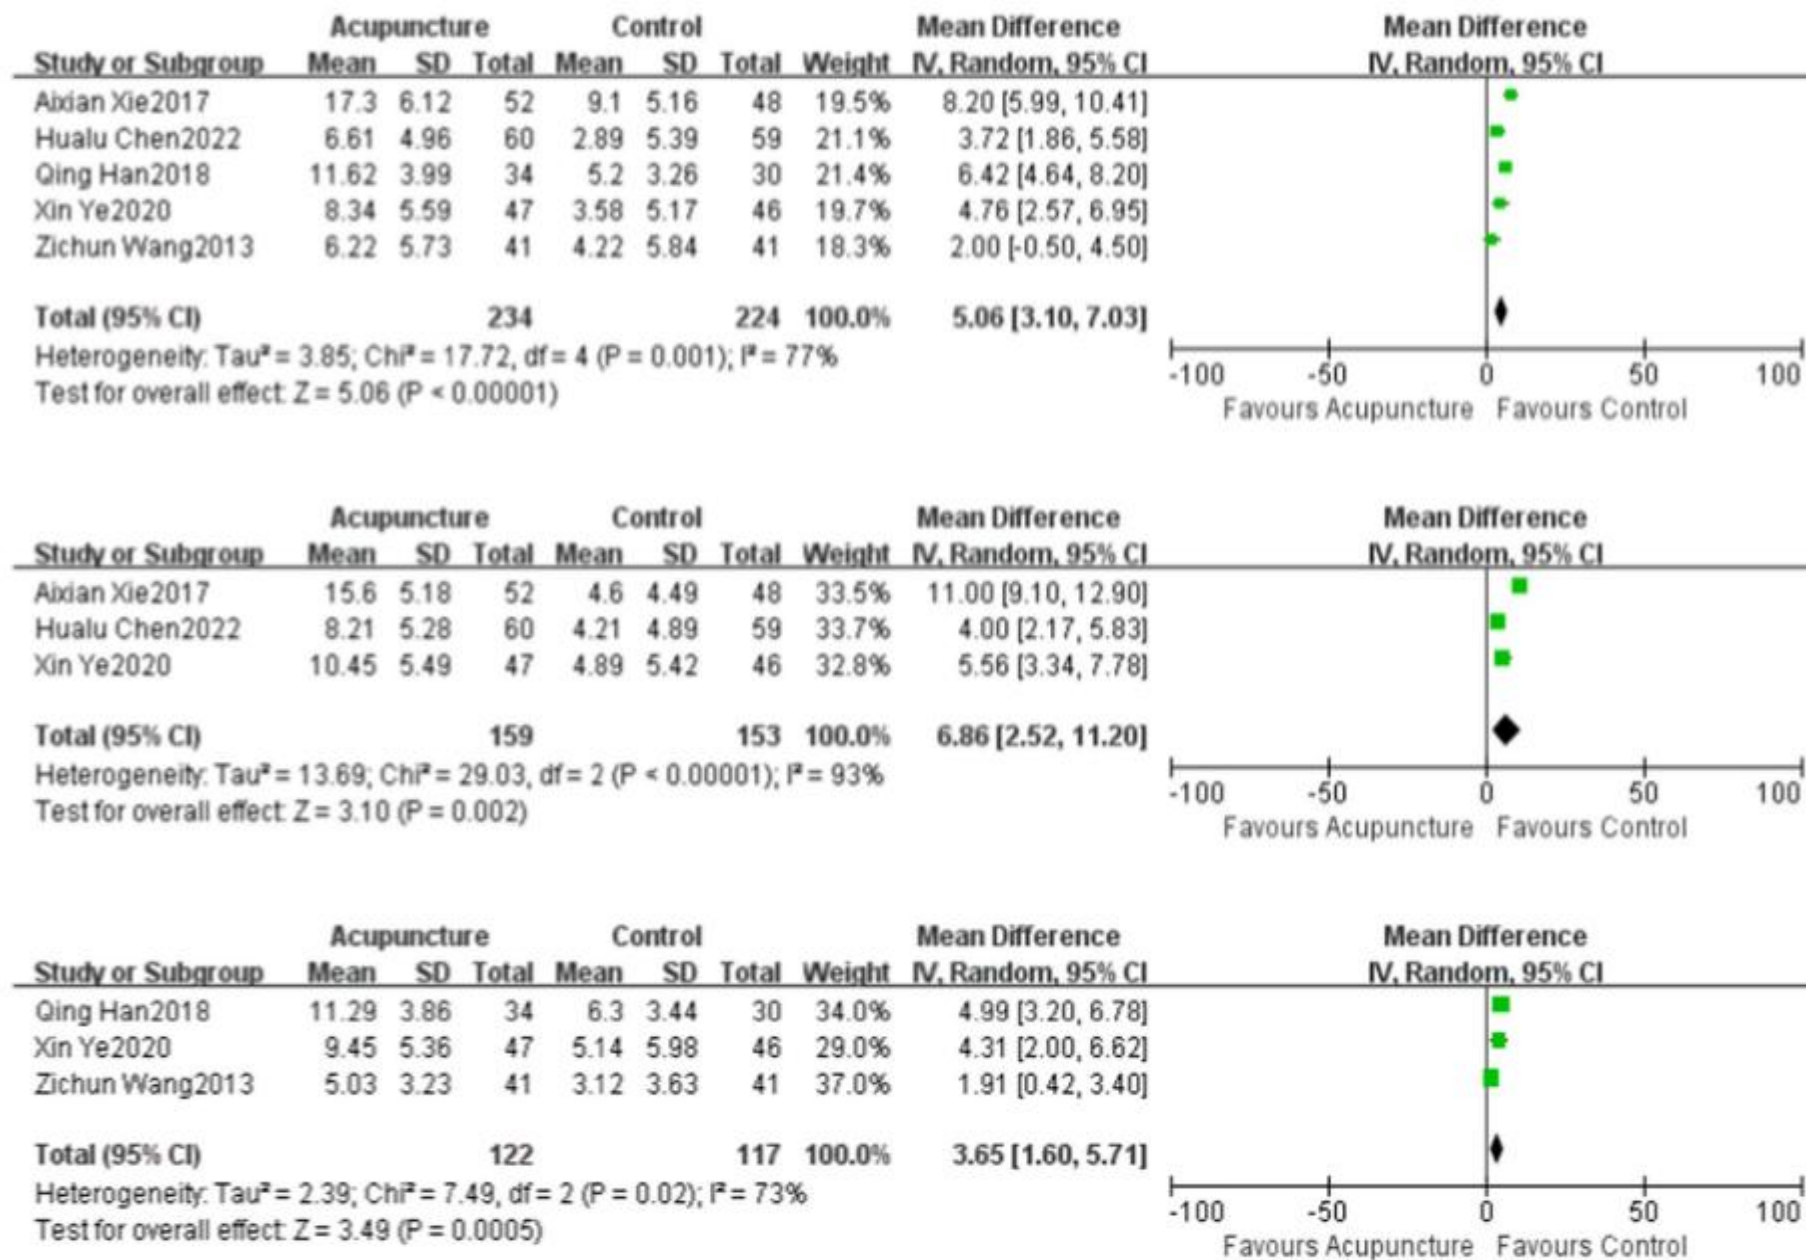 Acupuncture Control Mean Difference Mean Difference
Study or Subgroup Mean SD Total Mean SD Total Weight IV, Random, 95% CI IV, Random, 95% CI
Aixian Xie2017 17.3 6.12 52 9.1 5.16 48 19.5% 8.20 [5.99, 10.41]
Hualu Chen2022 6.61 4.96 60 2.89 5.39 59 21.1% 3.72 [1.86, 5.58]
Qing Han2018 11.62 3.99 34 5.2 3.26 30 21.4% 6.42 [4.64, 8.20]
Xin Ye2020 8.34 5.59 47 3.58 5.17 46 19.7% 4.76 [2.57, 6.95]
Zichun Wang2013 6.22 5.73 41 4.22 5.84 41 18.3% 2.00 [-0.50, 4.50]
Total (95% CI) 234 224 100.0% 5.06 [3.10, 7.03]
Heterogeneity: Tau² = 3.85; Chi² = 17.72, df = 4 (P = 0.001); I² = 77%
Test for overall effect: Z = 5.06 (P < 0.00001)
-100 -50 0 50 100
Favours Acupuncture Favours Control
Acupuncture Control Mean Difference Mean Difference
Study or Subgroup Mean SD Total Mean SD Total Weight IV, Random, 95% CI IV, Random, 95% CI
Aixian Xie2017 15.6 5.18 52 4.6 4.49 48 33.5% 11.00 [9.10, 12.90]
Hualu Chen2022 8.21 5.28 60 4.21 4.89 59 33.7% 4.00 [2.17, 5.83]
Xin Ye2020 10.45 5.49 47 4.89 5.42 46 32.8% 5.56 [3.34, 7.78]
Total (95% CI) 159 153 100.0% 6.86 [2.52, 11.20]
Heterogeneity: Tau² = 13.69; Chi² = 29.03, df = 2 (P < 0.00001); I² = 93%
Test for overall effect: Z = 3.10 (P = 0.002)
-100 -50 0 50 100
Favours Acupuncture Favours Control
Acupuncture Control Mean Difference Mean Difference
Study or Subgroup Mean SD Total Mean SD Total Weight IV, Random, 95% CI IV, Random, 95% CI
Qing Han2018 11.29 3.86 34 6.3 3.44 30 34.0% 4.99 [3.20, 6.78]
Xin Ye2020 9.45 5.36 47 5.14 5.98 46 29.0% 4.31 [2.00, 6.62]
Zichun Wang2013 5.03 3.23 41 3.12 3.63 41 37.0% 1.91 [0.42, 3.40]
Total (95% CI) 122 117 100.0% 3.65 [1.60, 5.71]
Heterogeneity: Tau² = 2.39; Chi² = 7.49, df = 2 (P = 0.02); I² = 73%
Test for overall effect: Z = 3.49 (P = 0.0005)
-100 -50 0 50 100
Favours Acupuncture Favours Control